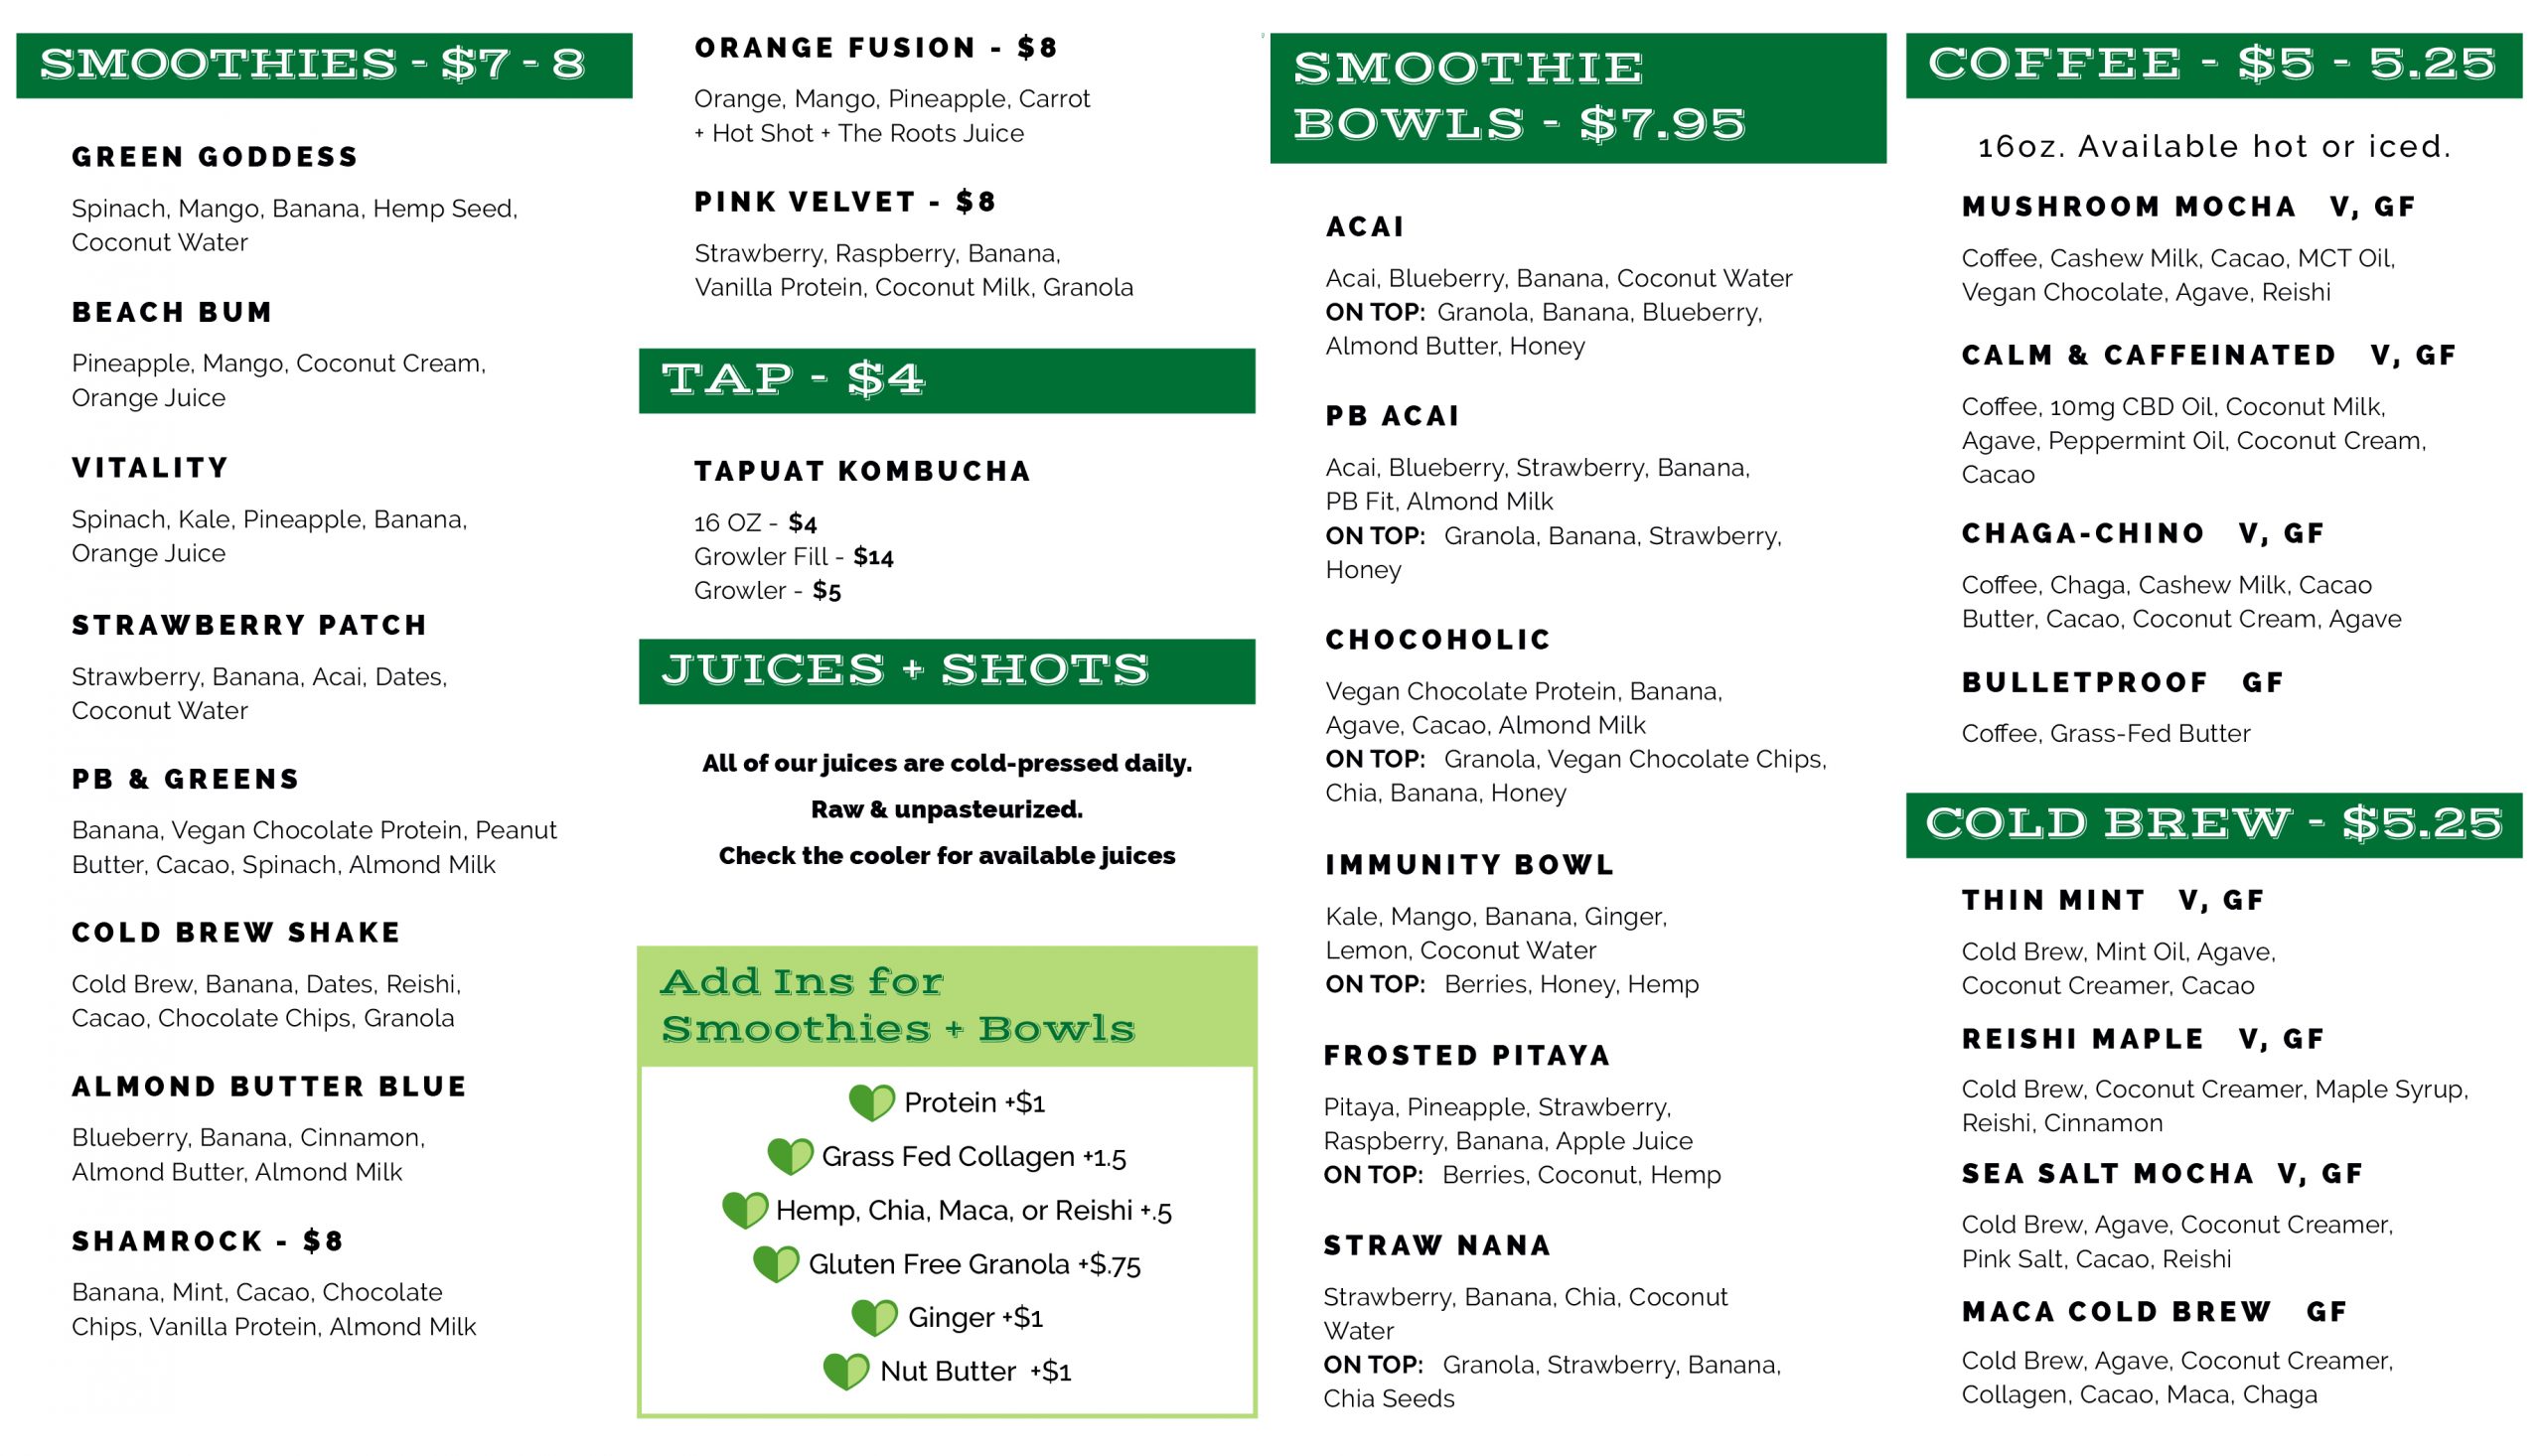 SMOOTHIES - $7 - 8
GREEN GODDESS
Spinach, Mango, Banana, Hemp Seed,
Coconut Water
BEACH BUM
Pineapple, Mango, Coconut Cream,
Orange Juice
VITALITY
Spinach, Kale, Pineapple, Banana,
Orange Juice
STRAWBERRY PATCH
Strawberry, Banana, Acai, Dates,
Coconut Water
PB & GREENS
Banana, Vegan Chocolate Protein, Peanut
Butter, Cacao, Spinach, Almond Milk
COLD BREW SHAKE
Cold Brew, Banana, Dates, Reishi,
Cacao, Chocolate Chips, Granola
ALMOND BUTTER BLUE
Blueberry, Banana, Cinnamon,
Almond Butter, Almond Milk
SHAMROCK - $8
Banana, Mint, Cacao, Chocolate
Chips, Vanilla Protein, Almond Milk
ORANGE FUSION - $8
Orange, Mango, Pineapple, Carrot
+ Hot Shot + The Roots Juice
PINK VELVET - $8
Strawberry, Raspberry, Banana,
Vanilla Protein, Coconut Milk, Granola
TAP - $4
TAPUAT KOMBUCHA
16 OZ - $4
Growler Fill - $14
Growler - $5
JUICES + SHOTS
All of our juices are cold-pressed daily.
Raw & unpasteurized.
Check the cooler for available juices
Add Ins for
Smoothies + Bowls
Protein +$1
Grass Fed Collagen +1.5
Hemp, Chia, Maca, or Reishi +.5
Gluten Free Granola +$.75
Ginger +$1
Nut Butter +$1
SMOOTHIE
BOWLS - $7.95
ACAI
Acai, Blueberry, Banana, Coconut Water
ON TOP: Granola, Banana, Blueberry,
Almond Butter, Honey
PB ACAI
Acai, Blueberry, Strawberry, Banana,
PB Fit, Almond Milk
ON TOP: Granola, Banana, Strawberry,
Honey
CHOCOHOLIC
Vegan Chocolate Protein, Banana,
Agave, Cacao, Almond Milk
ON TOP: Granola, Vegan Chocolate Chips,
Chia, Banana, Honey
IMMUNITY BOWL
Kale, Mango, Banana, Ginger,
Lemon, Coconut Water
ON TOP: Berries, Honey, Hemp
FROSTED PITAYA
Pitaya, Pineapple, Strawberry,
Raspberry, Banana, Apple Juice
ON TOP: Berries, Coconut, Hemp
STRAW NANA
Strawberry, Banana, Chia, Coconut
Water
ON TOP: Granola, Strawberry, Banana,
Chia Seeds
COFFEE - $5 - 5.25
16oz. Available hot or iced.
MUSHROOM MOCHA V, GF
Coffee, Cashew Milk, Cacao, MCT Oil,
Vegan Chocolate, Agave, Reishi
CALM & CAFFEINATED V, GF
Coffee, 10mg CBD Oil, Coconut Milk,
Agave, Peppermint Oil, Coconut Cream,
Cacao
CHAGA-CHINO V, GF
Coffee, Chaga, Cashew Milk, Cacao
Butter, Cacao, Coconut Cream, Agave
BULLETPROOF GF
Coffee, Grass-Fed Butter
COLD BREW - $5.25
THIN MINT V, GF
Cold Brew, Mint Oil, Agave,
Coconut Creamer, Cacao
REISHI MAPLE V, GF
Cold Brew, Coconut Creamer, Maple Syrup,
Reishi, Cinnamon
SEA SALT MOCHA V, GF
Cold Brew, Agave, Coconut Creamer,
Pink Salt, Cacao, Reishi
MACA COLD BREW GF
Cold Brew, Agave, Coconut Creamer,
Collagen, Cacao, Maca, Chaga